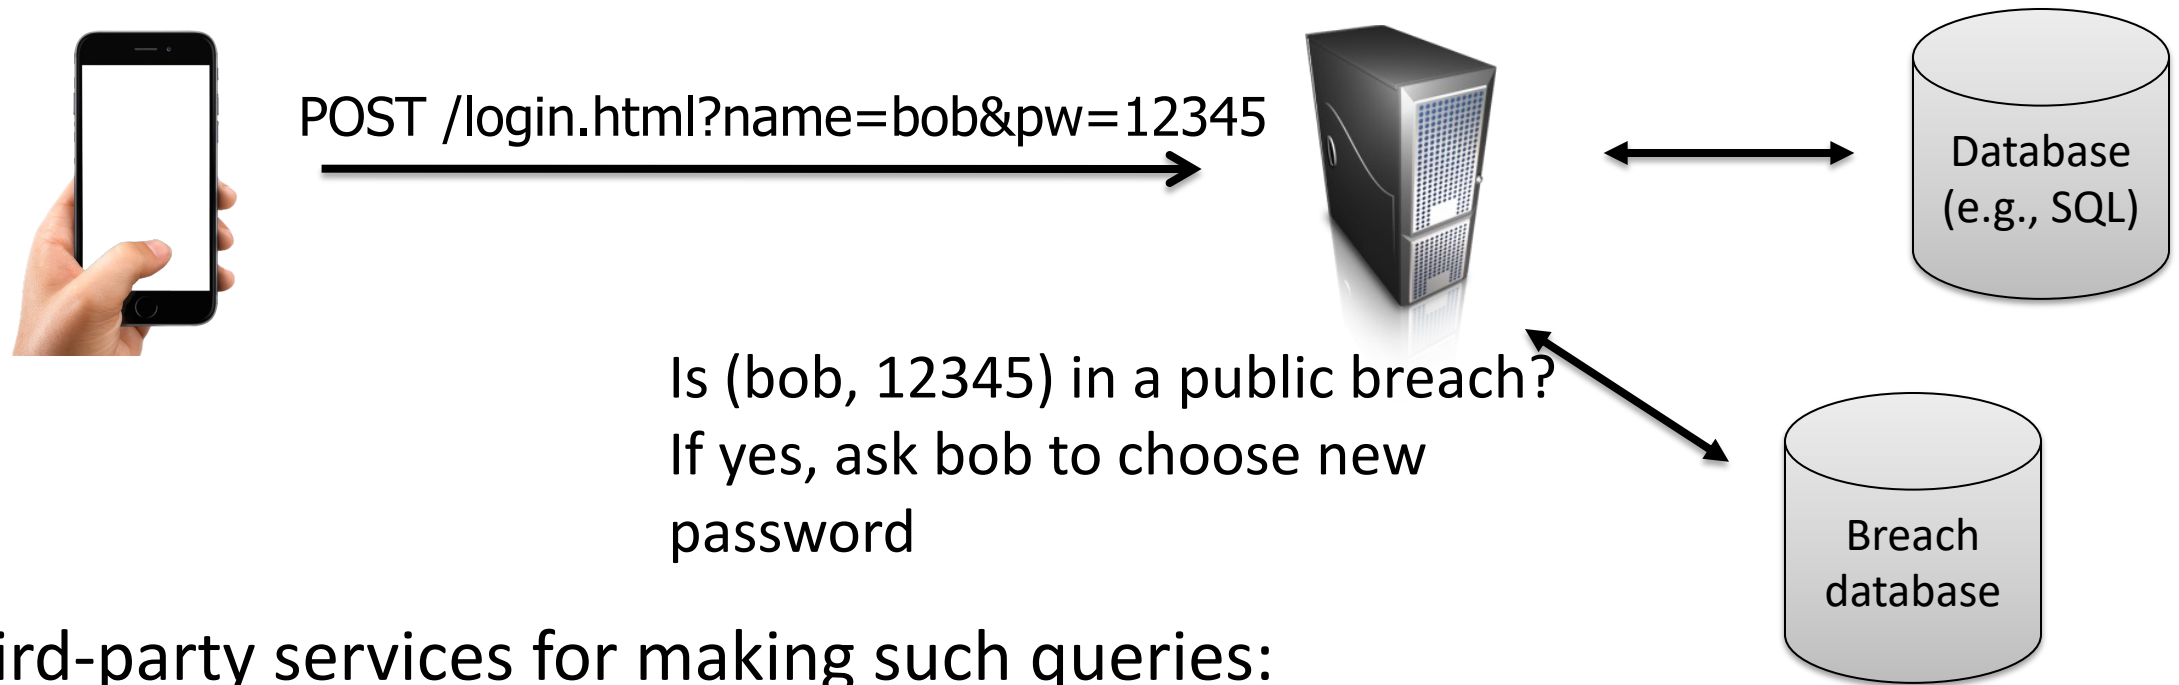 POST /login.html?name=bob&pw=12345
Database
(e.g., SQL)
Is (bob, 12345) in a public breach?
If yes, ask bob to choose new
password
Breach
database
ird-party services for making such queries: